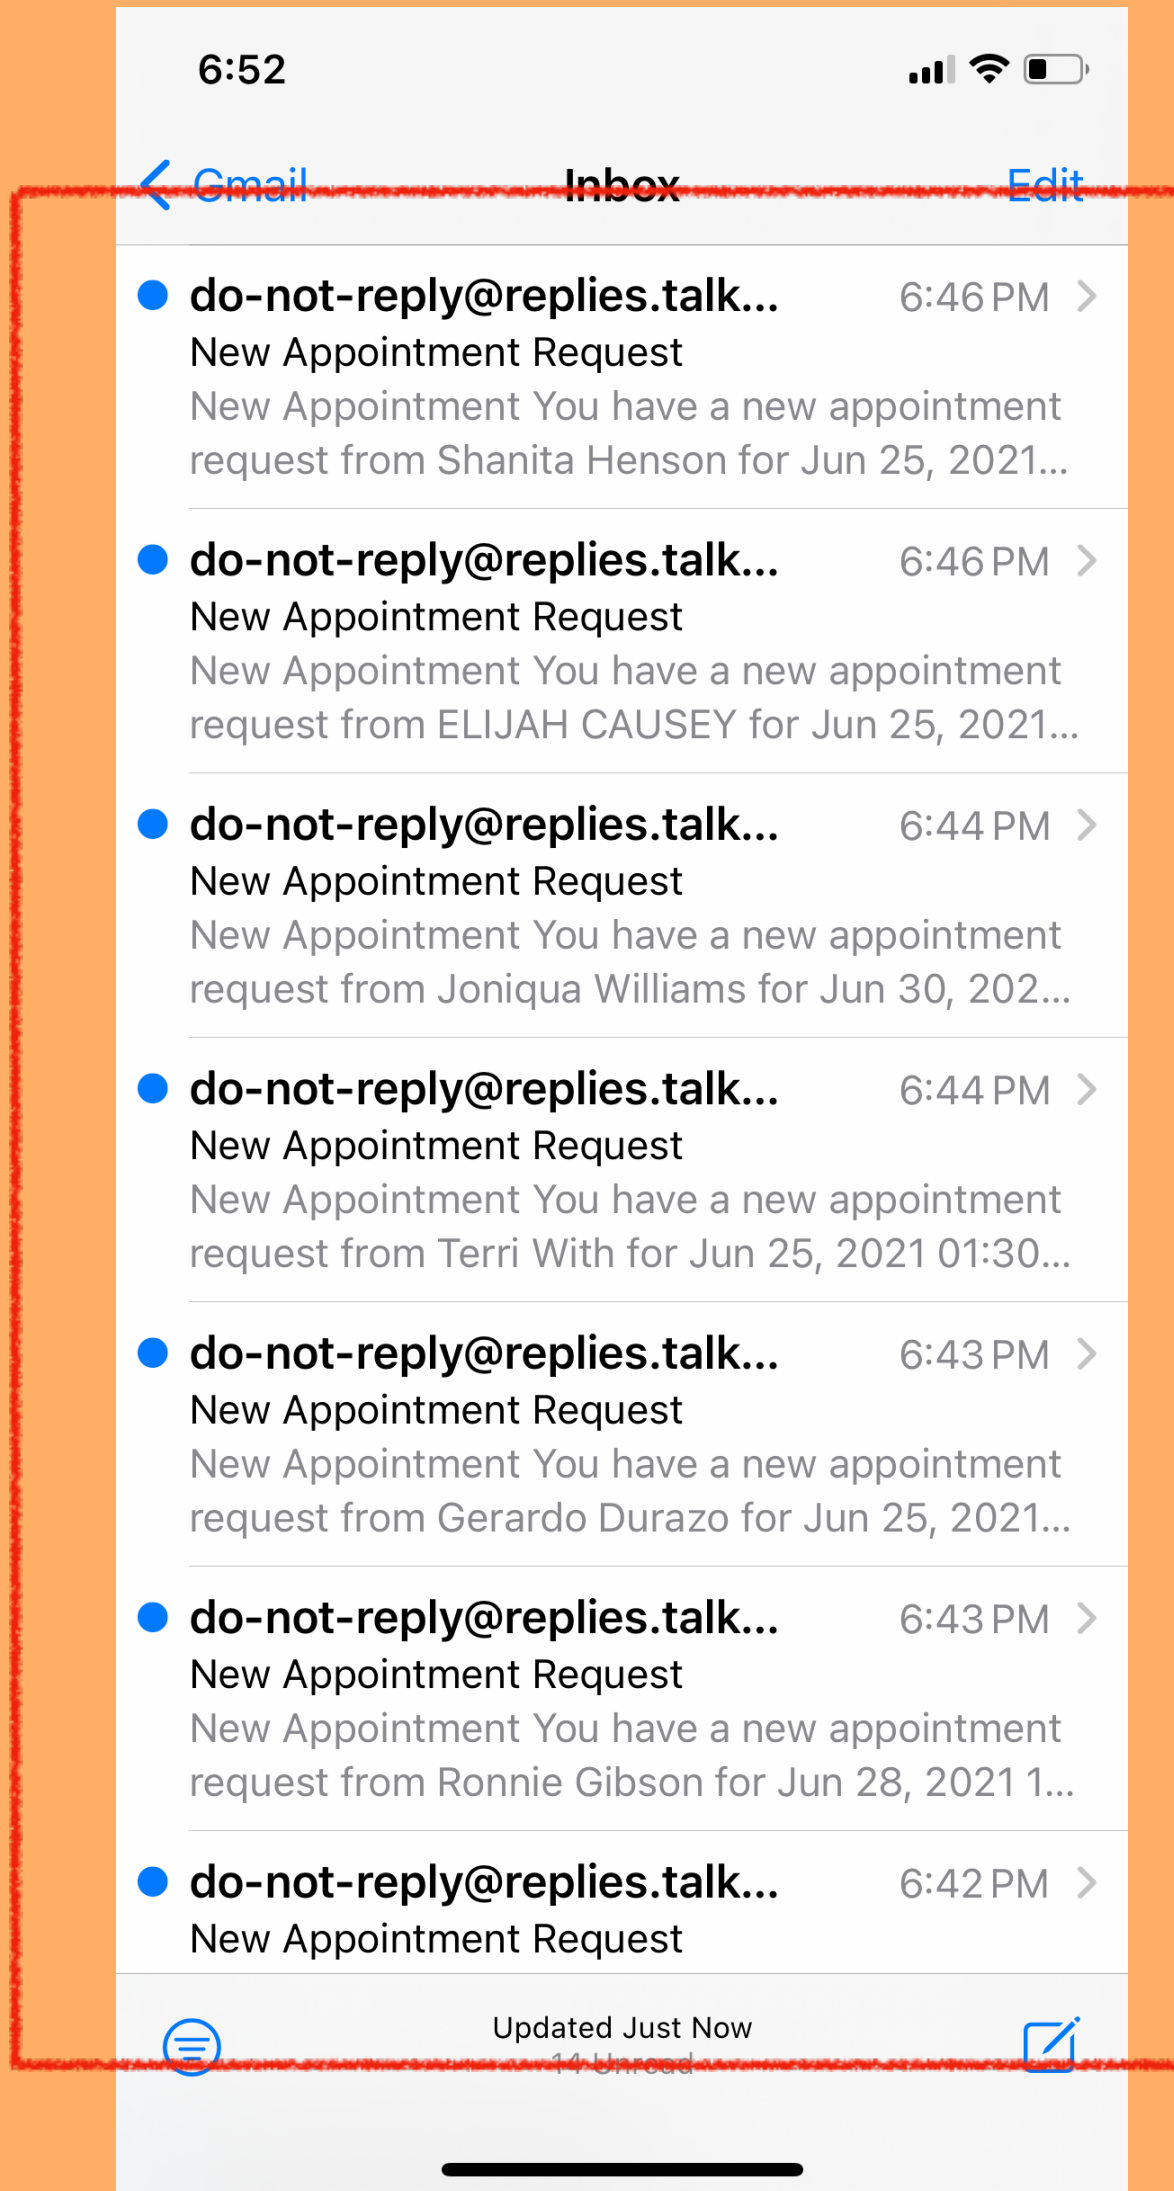 6:52
Gmail Inbox Edit
do-not-reply@replies.talk... 6:46 PM
New Appointment Request
New Appointment You have a new appointment
request from Shanita Henson for Jun 25, 2021...
do-not-reply@replies.talk... 6:46 PM
New Appointment Request
New Appointment You have a new appointment
request from ELIJAH CAUSEY for Jun 25, 2021...
do-not-reply@replies.talk... 6:44 PM
New Appointment Request
New Appointment You have a new appointment
request from Joniqua Williams for Jun 30, 202...
do-not-reply@replies.talk... 6:44 PM
New Appointment Request
New Appointment You have a new appointment
request from Terri With for Jun 25, 2021 01:30...
do-not-reply@replies.talk... 6:43 PM
New Appointment Request
New Appointment You have a new appointment
request from Gerardo Durazo for Jun 25, 2021...
do-not-reply@replies.talk... 6:43 PM
New Appointment Request
New Appointment You have a new appointment
request from Ronnie Gibson for Jun 28, 2021 1...
do-not-reply@replies.talk... 6:42 PM
New Appointment Request
Updated Just Now
14 Unread